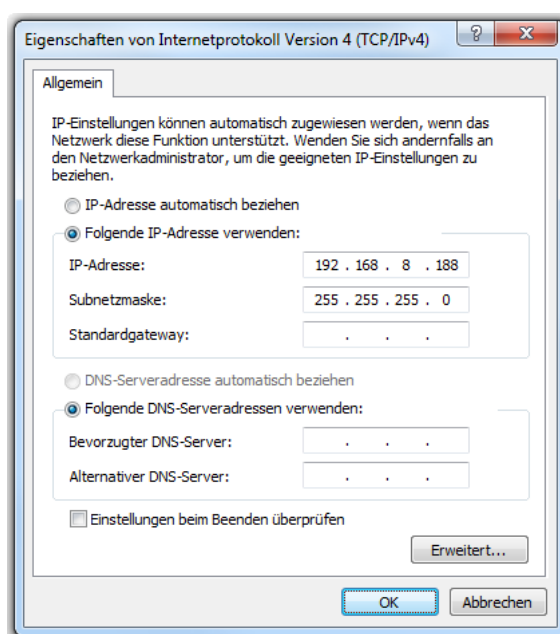 Eigenschaften von Internetprotokoll Version 4 (TCP/IPv4)
?
Allgemein
IP-Einstellungen können automatisch zugewiesen werden, wenn das
Netzwerk diese Funktion unterstützt. Wenden Sie sich andernfalls an
den Netzwerkadministrator, um die geeigneten IP-Einstellungen zu
beziehen.
IP-Adresse automatisch beziehen
Folgende IP-Adresse verwenden:
IP-Adresse: 192 . 168 . 8 . 188
Subnetzmaske: 255 . 255 . 255 . 0
Standardgateway: . . .
DNS-Serveradresse automatisch beziehen
Folgende DNS-Serveradressen verwenden:
Bevorzugter DNS-Server: . . .
Alternativer DNS-Server: . . .
Einstellungen beim Beenden überprüfen
Erweitert...
OK Abbrechen